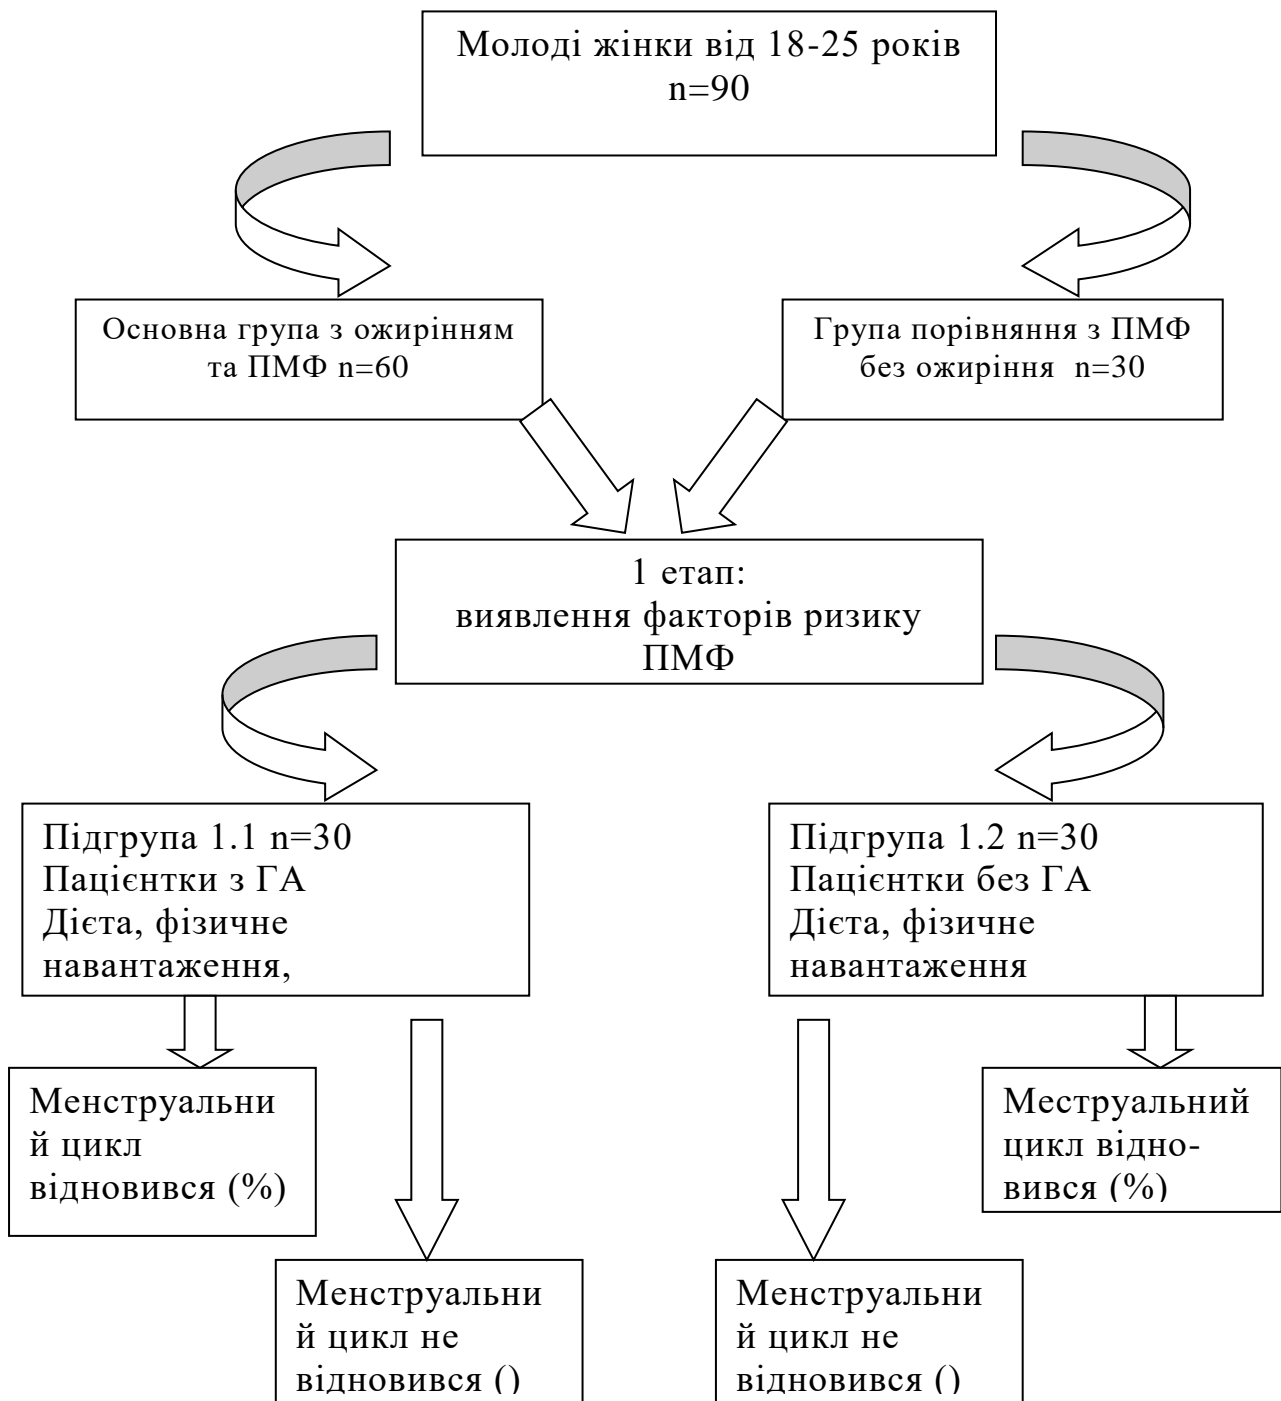 Молоді жінки від 18-25 років
n=90
Основна група з ожирінням
та ПМФ n=60
Група порівняння з ПМФ
без ожиріння n=30
1 етап:
виявлення факторів ризику
ПМФ
Підгрупа 1.1 n=30
Пацієнтки з ГА
Дієта, фізичне
навантаження,
Підгрупа 1.2 n=30
Пацієнтки без ГА
Дієта, фізичне
навантаження
Менструальни
й цикл
відновився (%)
Меструальний
цикл відно-
вився (%)
Менструальни
й цикл не
відновився ()
Менструальни
й цикл не
відновився ()